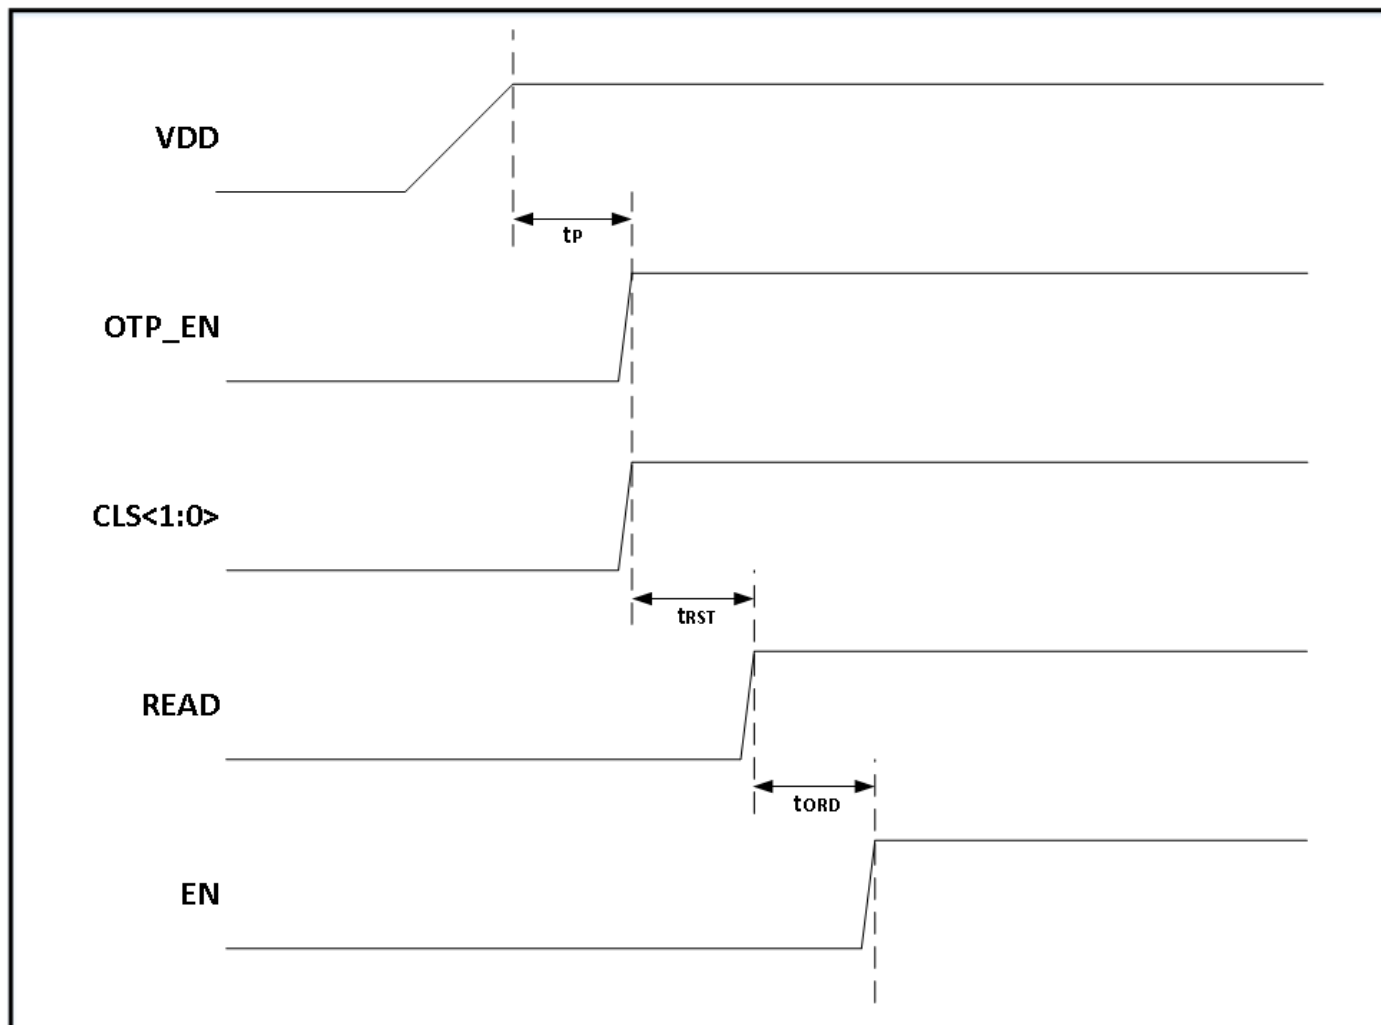 VDD
tP
OTP_EN
CLS<1:0>
tRST
READ
tORD
EN